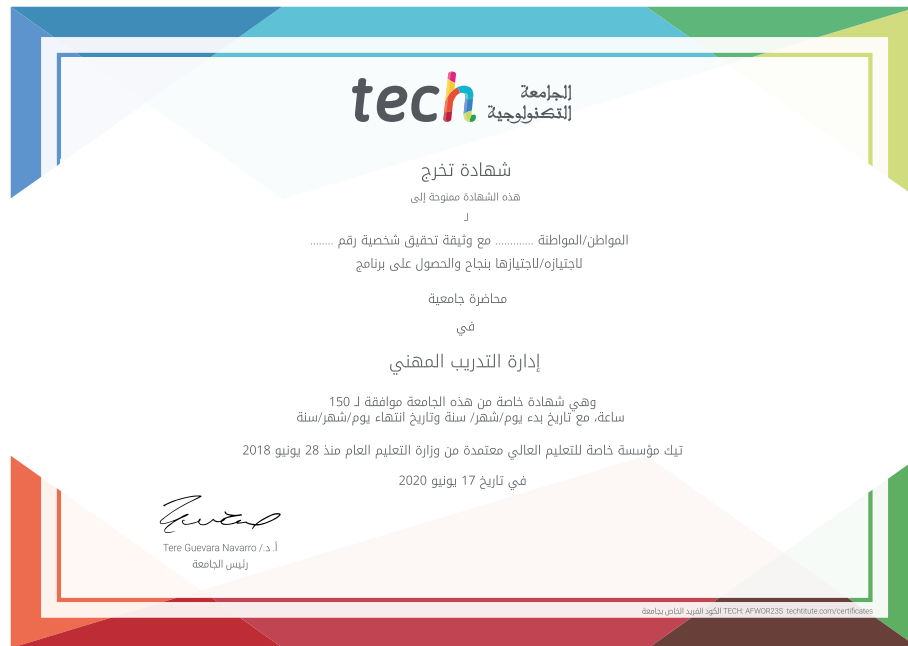 tech الجامعة
التكنولوجية
شهادة تخرج
هذه الشهادة ممنوحة إلى
لـ
المواطن/المواطنة ............ مع وثيقة تحقيق شخصية رقم ........
لاجتيازه/لاجتيازها بنجاح والحصول على برنامج
محاضرة جامعية
في
إدارة التدريب المهني
وهي شهادة خاصة من هذه الجامعة موافقة لـ 150
ساعة، مع تاريخ بدء يوم/شهر/ سنة وتاريخ انتهاء يوم/شهر/سنة
تيك مؤسسة خاصة للتعليم العالي معتمدة من وزارة التعليم العام منذ 28 يونيو 2018
في تاريخ 17 يونيو 2020
أ.د./ Tere Guevara Navarro
رئيس الجامعة
الكود الفريد الخاص بجامعة TECH: AFWOR23S techtitute.com/certificates